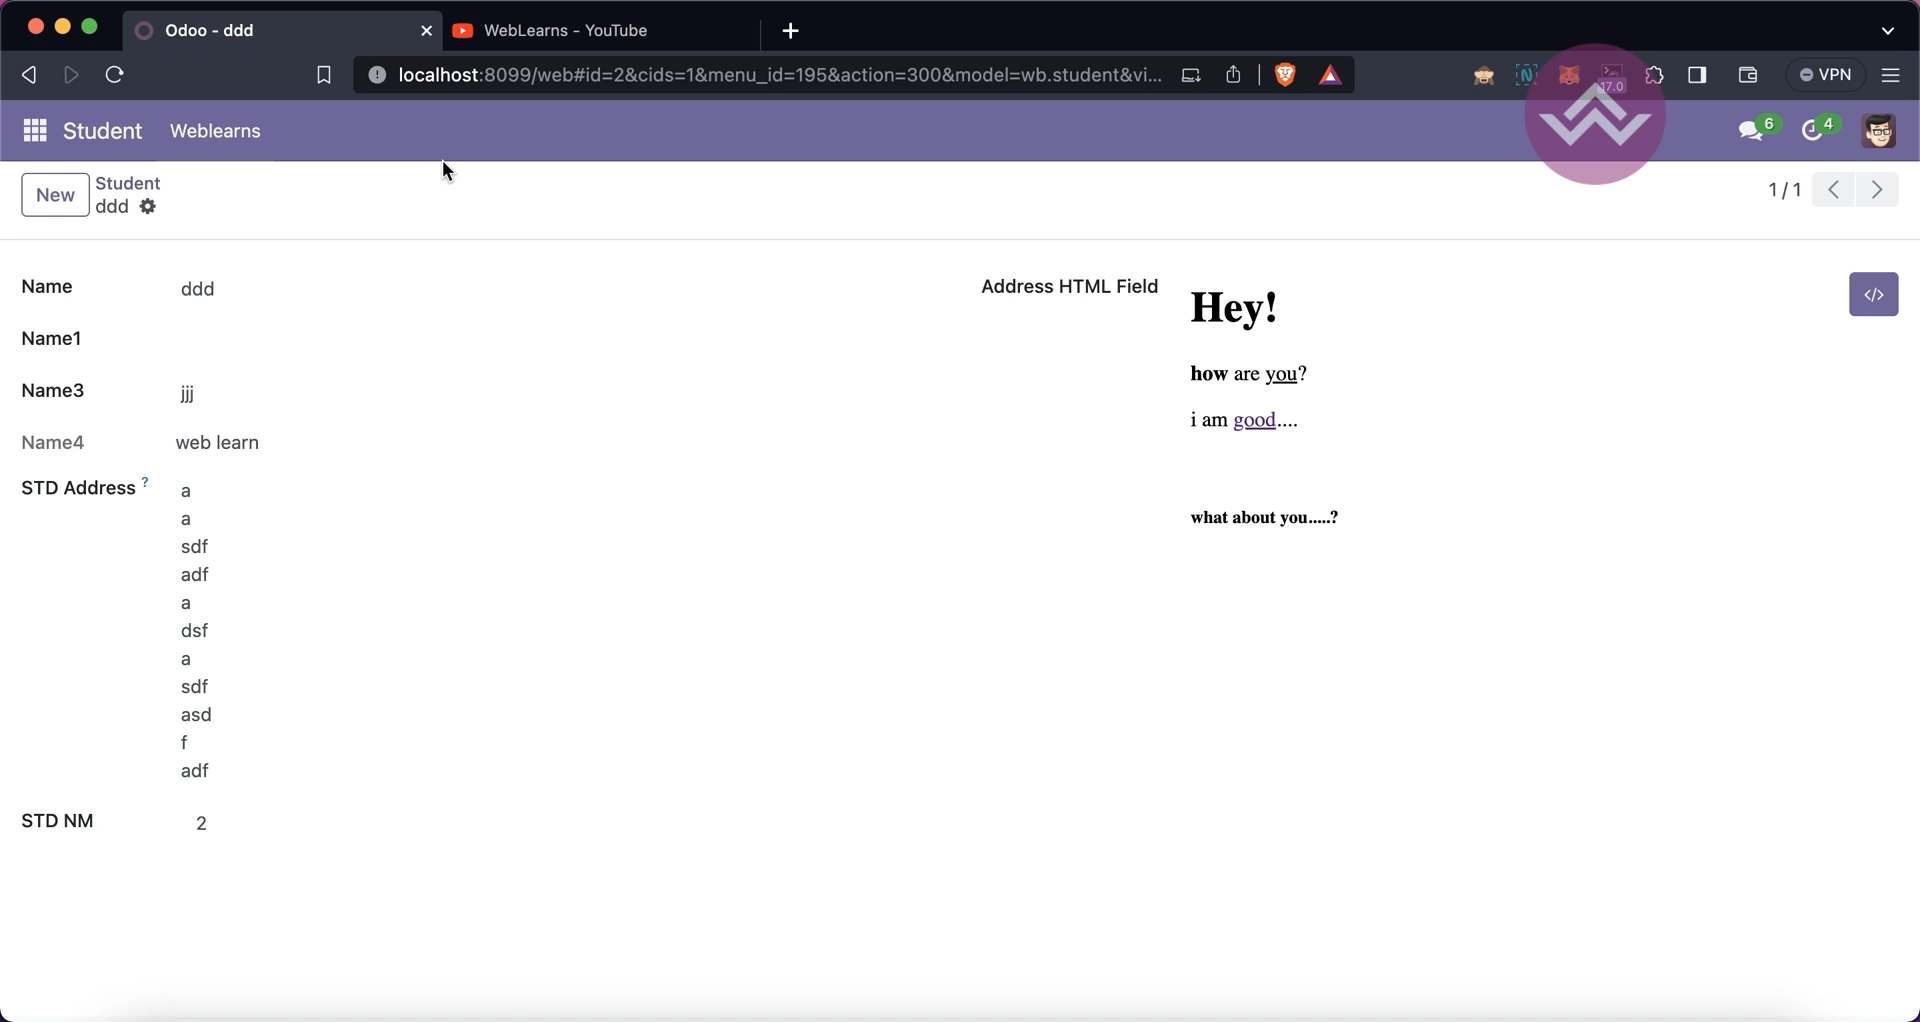 Odoo - ddd
WebLearns - YouTube
localhost:8099/web#id=2&cids=1&menu_id=195&action=300&model=wb.student&vi...
17.0
VPN
Student
Weblearns
6
4
New
Student
ddd
1 / 1
Name
ddd
Name1
Name3
jjj
Name4
web learn
STD Address ?
a
a
sdf
adf
a
dsf
a
sdf
asd
f
adf
STD NM
2
Address HTML Field
Hey!
how are you?
i am good....
what about you.....?
</>